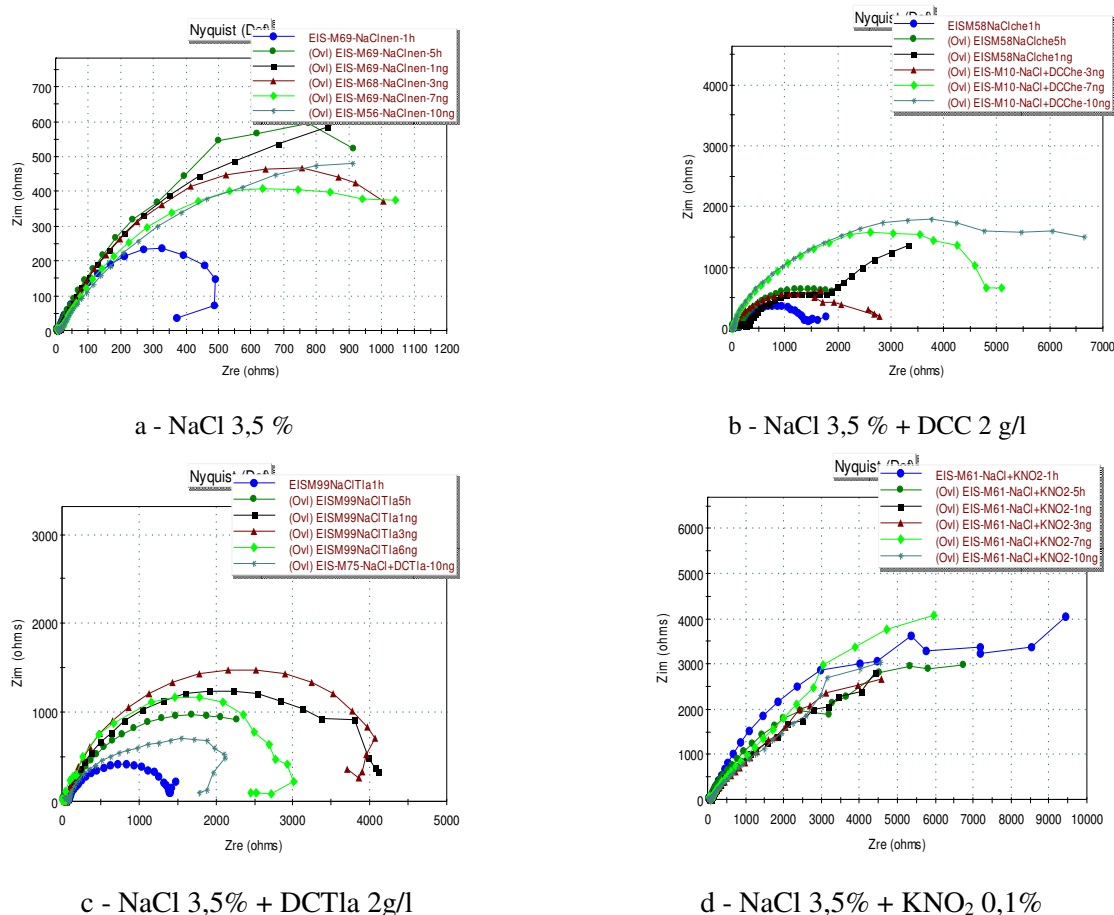 Nyquist (Def)
EIS-M69-NaClnen-1h
(Ovl) EIS-M69-NaClnen-5h
(Ovl) EIS-M69-NaClnen-1ng
(Ovl) EIS-M68-NaClnen-3ng
(Ovl) EIS-M69-NaClnen-7ng
(Ovl) EIS-M56-NaClnen-10ng
Zim (ohms)
700
600
500
400
300
200
100
0
0 100 200 300 400 500 600 700 800 900 1000 1100 1200
Zre (ohms)
a - NaCl 3,5 %
Nyquist (Def)
EISM58NaClche1h
(Ovl) EISM58NaClche5h
(Ovl) EISM58NaClche1ng
(Ovl) EIS-M10-NaCl+DCChe-3ng
(Ovl) EIS-M10-NaCl+DCChe-7ng
(Ovl) EIS-M10-NaCl+DCChe-10ng
Zim (ohms)
4000
3000
2000
1000
0
0 1000 2000 3000 4000 5000 6000 7000
Zre (ohms)
b - NaCl 3,5 % + DCC 2 g/l
Nyquist (Def)
EISM99NaClTla1h
(Ovl) EISM99NaClTla5h
(Ovl) EISM99NaClTla1ng
(Ovl) EISM99NaClTla3ng
(Ovl) EISM99NaClTla6ng
(Ovl) EIS-M75-NaCl+DCTla-10ng
Zim (ohms)
3000
2000
1000
0
0 1000 2000 3000 4000 5000
Zre (ohms)
c - NaCl 3,5% + DCTla 2g/l
Nyquist (Def)
EIS-M61-NaCl+KNO2-1h
(Ovl) EIS-M61-NaCl+KNO2-5h
(Ovl) EIS-M61-NaCl+KNO2-1ng
(Ovl) EIS-M61-NaCl+KNO2-3ng
(Ovl) EIS-M61-NaCl+KNO2-7ng
(Ovl) EIS-M61-NaCl+KNO2-10ng
Zim (ohms)
6000
5000
4000
3000
2000
1000
0
0 1000 2000 3000 4000 5000 6000 7000 8000 9000 10000
Zre (ohms)
d - NaCl 3,5% + KNO₂ 0,1%